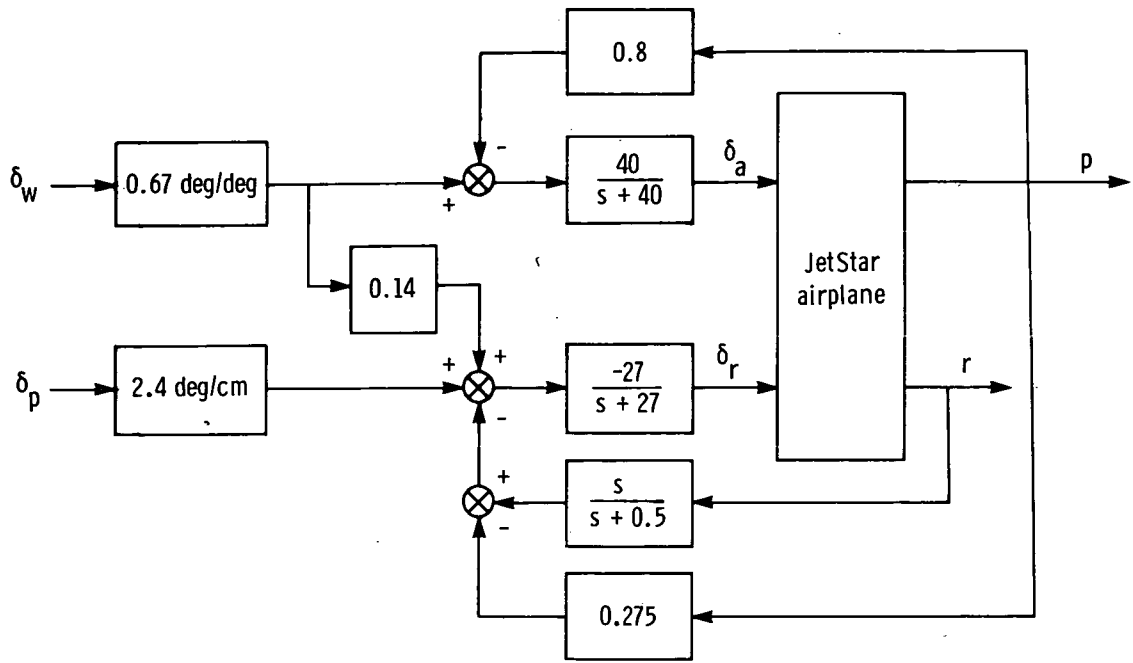 0.8
-
δw
0.67 deg/deg
+
40
s + 40
δa
p
JetStar
airplane
0.14
+
+
δp
2.4 deg/cm
-27
s + 27
δr
r
-
+
s
s + 0.5
-
0.275